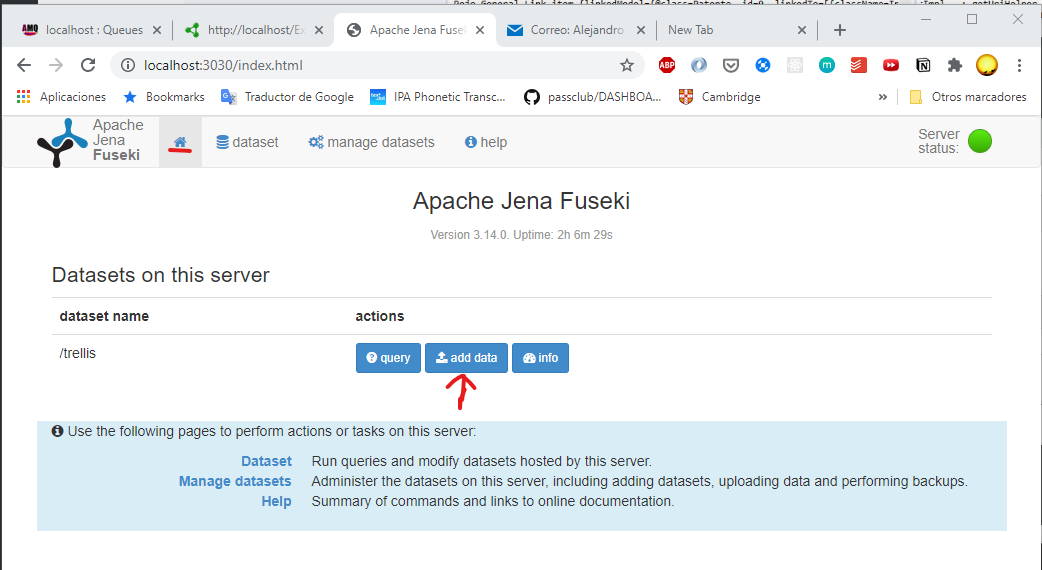 localhost : Queues
http://localhost/Ex
Apache Jena Fusek
Correo: Alejandro
New Tab
localhost:3030/index.html
ABP
m
Aplicaciones
Bookmarks
Traductor de Google
IPA Phonetic Transc...
passclub/DASHBOA...
Cambridge
»
Otros marcadores
Apache
Jena
Fuseki
dataset
manage datasets
help
Server
status:
Apache Jena Fuseki
Version 3.14.0. Uptime: 2h 6m 29s
Datasets on this server
dataset name actions
/trellis query add data info
Use the following pages to perform actions or tasks on this server:
Dataset Run queries and modify datasets hosted by this server.
Manage datasets Administer the datasets on this server, including adding datasets, uploading data and performing backups.
Help Summary of commands and links to online documentation.